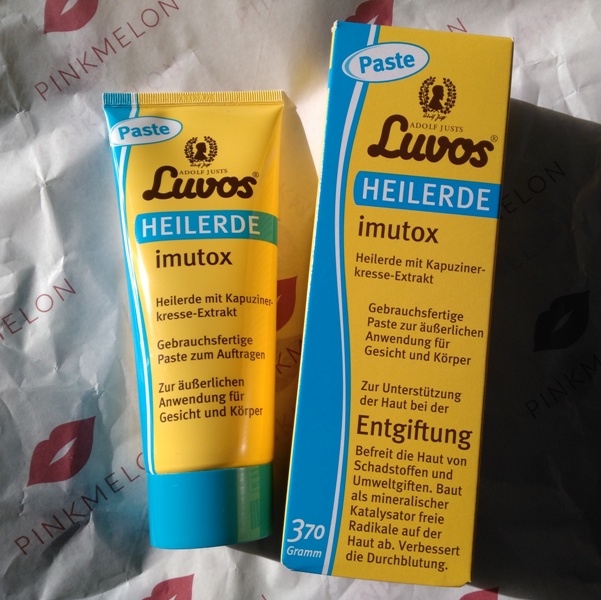 PINKMELON
Paste
ADOLF JUSTS
Luvos®
HEILERDE
imutox
Heilerde mit Kapuziner-
kresse-Extrakt
Gebrauchsfertige
Paste zum Auftragen
Zur äußerlichen
Anwendung für
Gesicht und Körper
Paste
ADOLF JUSTS
Luvos®
HEILERDE
imutox
Heilerde mit Kapuziner-
kresse-Extrakt
Gebrauchsfertige
Paste zur äußerlichen
Anwendung für
Gesicht und Körper
Zur Unterstützung
der Haut bei der
Entgiftung
Befreit die Haut von
Schadstoffen und
Umweltgiften. Baut
als mineralischer
Katalysator freie
Radikale auf der
Haut ab. Verbessert
die Durchblutung.
370
Gramm
PINKMELON
PINKMELON